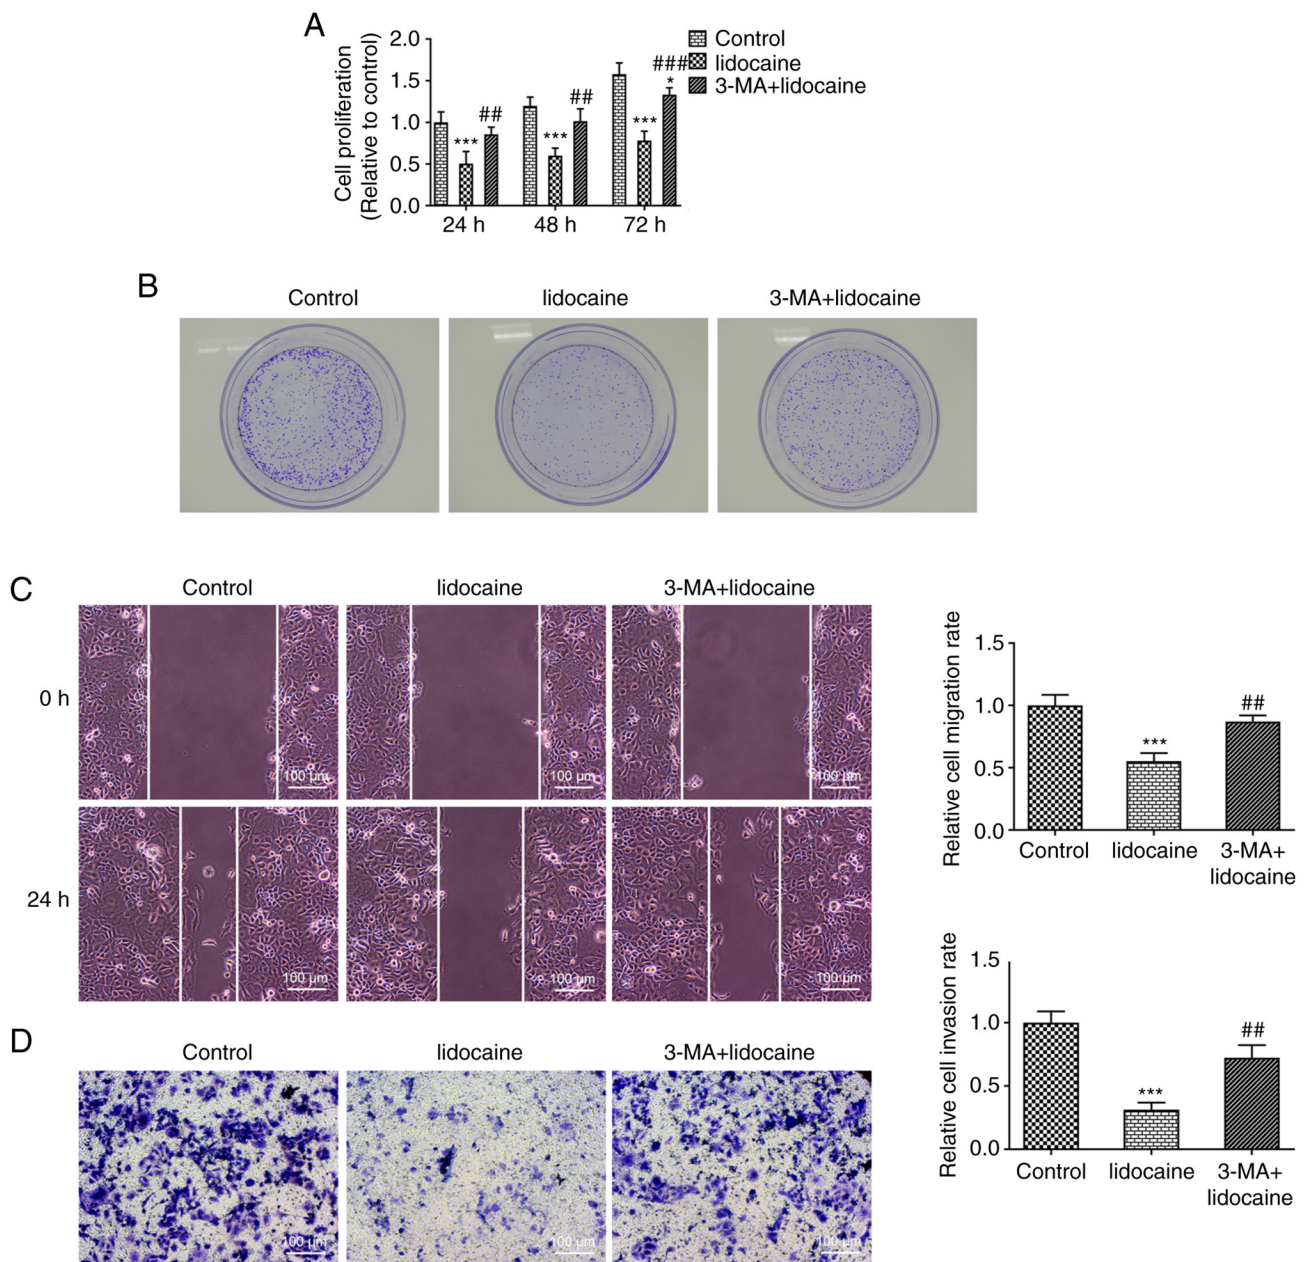 A
Cell proliferation
(Relative to control)
2.0
1.5
1.0
0.5
0.0
***
##
***
##
***
###
*
24 h
48 h
72 h
Control
lidocaine
3-MA+lidocaine
B
Control
lidocaine
3-MA+lidocaine
C
Control
lidocaine
3-MA+lidocaine
0 h
100 µm
100 µm
100 µm
24 h
100 µm
100 µm
100 µm
Relative cell migration rate
1.5
1.0
0.5
0.0
***
##
Control
lidocaine
3-MA+
lidocaine
D
Control
lidocaine
3-MA+lidocaine
100 µm
100 µm
100 µm
Relative cell invasion rate
1.5
1.0
0.5
0.0
***
##
Control
lidocaine
3-MA+
lidocaine